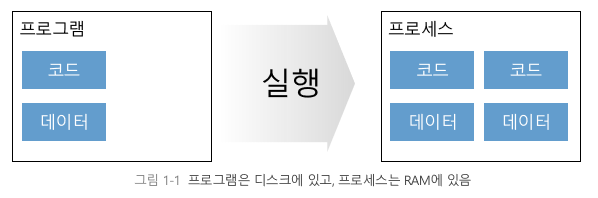 프로그램
코드
데이터
실행
프로세스
코드 코드
데이터 데이터
그림 1-1 프로그램은 디스크에 있고, 프로세스는 RAM에 있음